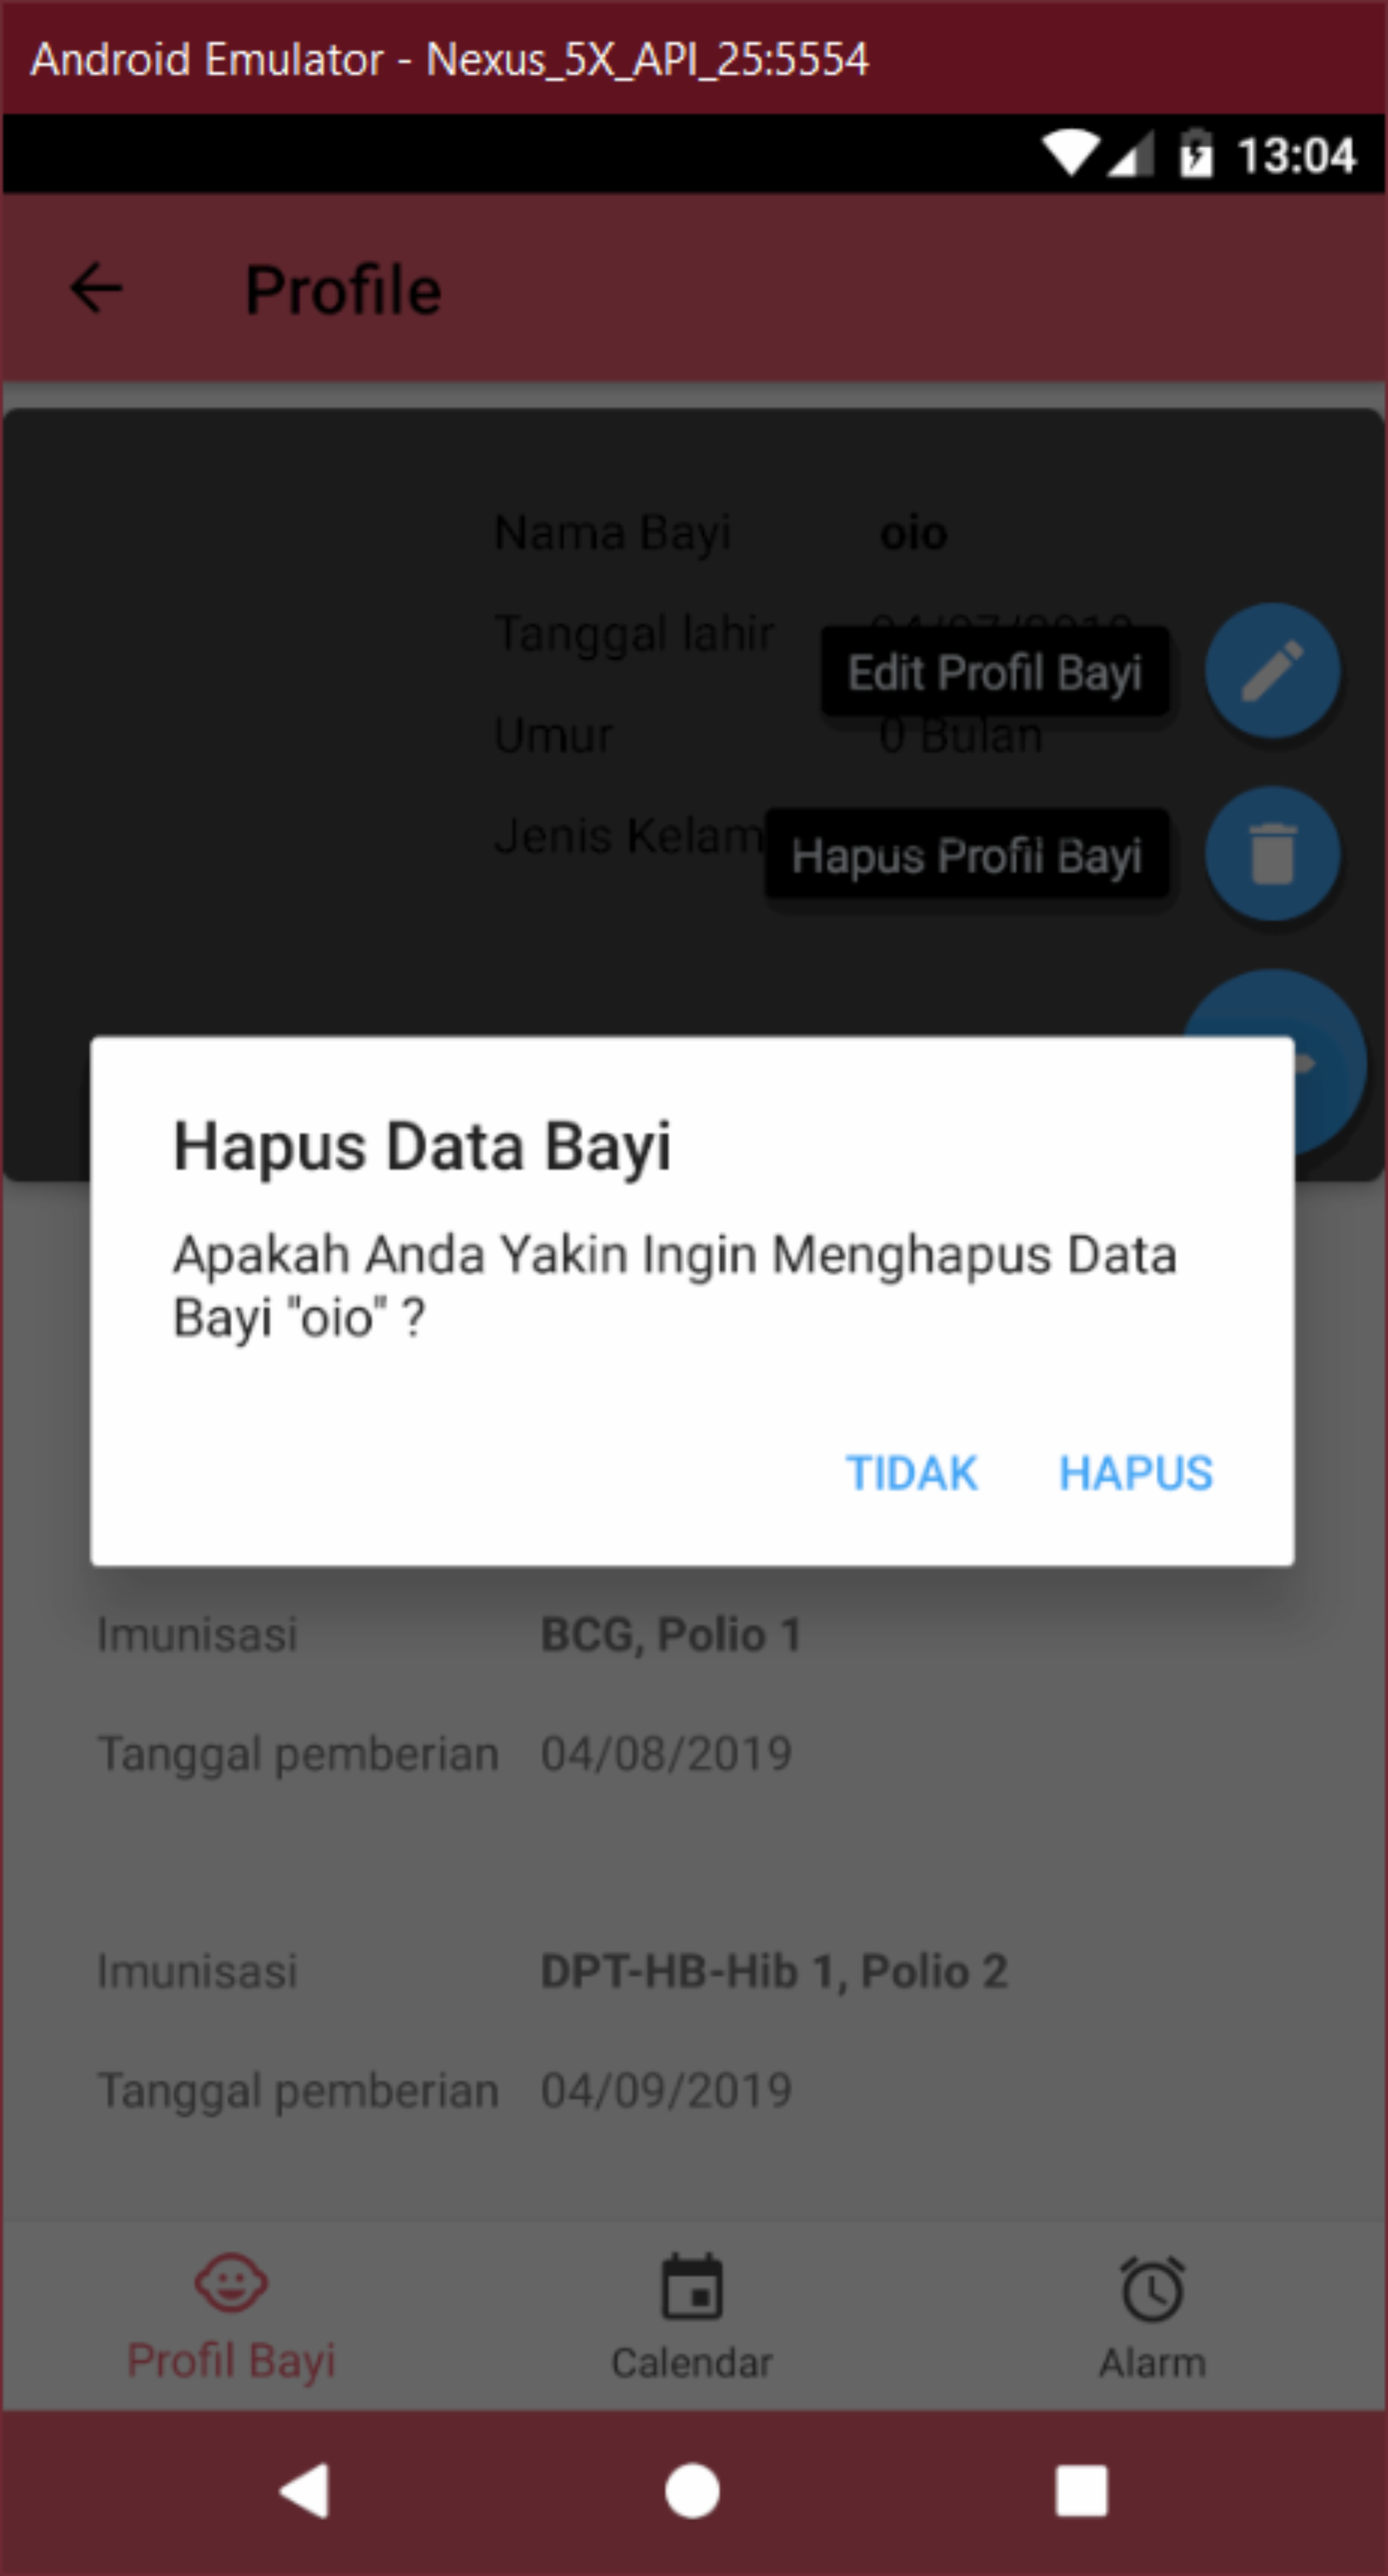 Android Emulator - Nexus_5X_API_25:5554
13:04
Profile
Nama Bayi oio
Tanggal lahir
Edit Profil Bayi
Umur 0 Bulan
Jenis Kelam
Hapus Profil Bayi
Hapus Data Bayi
Apakah Anda Yakin Ingin Menghapus Data
Bayi "oio" ?
TIDAK HAPUS
Imunisasi BCG, Polio 1
Tanggal pemberian 04/08/2019
Imunisasi DPT-HB-Hib 1, Polio 2
Tanggal pemberian 04/09/2019
Profil Bayi Calendar Alarm